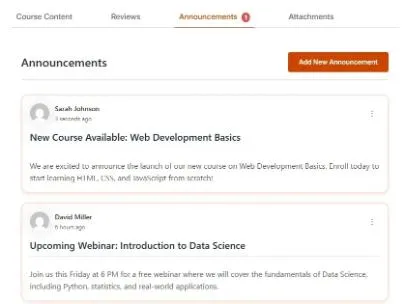 Course Content Reviews Announcements 1 Attachments
Announcements Add New Announcement
Sarah Johnson
3 seconds ago
New Course Available: Web Development Basics
We are excited to announce the launch of our new course on Web Development Basics. Enroll today to
start learning HTML, CSS, and JavaScript from scratch!
David Miller
6 hours ago
Upcoming Webinar: Introduction to Data Science
Join us this Friday at 6 PM for a free webinar where we will cover the fundamentals of Data Science,
including Python, statistics, and real-world applications.